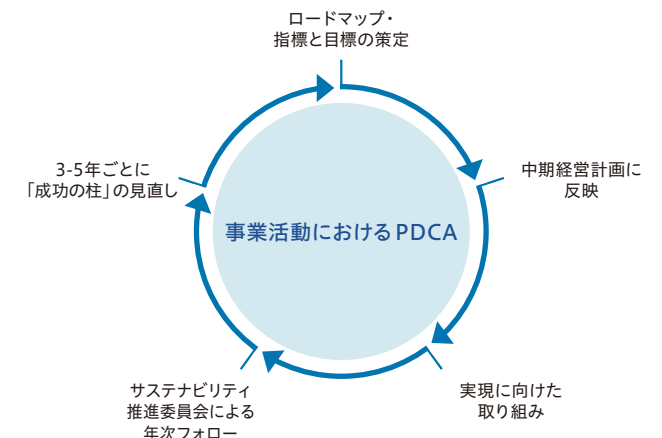 ロードマップ・
指標と目標の策定
中期経営計画に
反映
実現に向けた
取り組み
サステナビリティ
推進委員会による
年次フォロー
3-5年ごとに
「成功の柱」の見直し
事業活動におけるPDCA